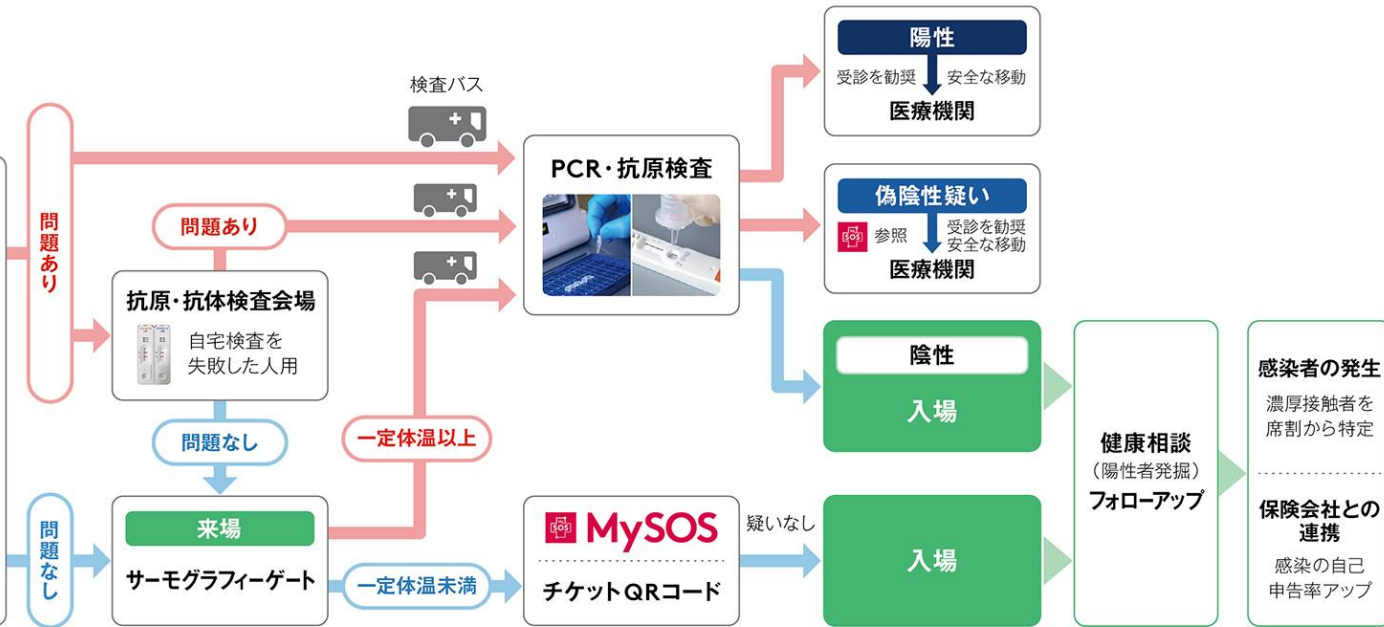 検査バス
問題あり
問題あり
抗原・抗体検査会場
自宅検査を
失敗した人用
問題なし
一定体温以上
問題なし
来場
サーモグラフィーゲート
一定体温未満
PCR・抗原検査
SOS MySOS
チケットQRコード
疑いなし
陽性
受診を勧奨 安全な移動
医療機関
偽陰性疑い
SOS 参照 受診を勧奨
安全な移動
医療機関
陰性
入場
入場
健康相談
（陽性者発掘）
フォローアップ
感染者の発生
濃厚接触者を
席割から特定
保険会社との
連携
感染の自己
申告率アップ